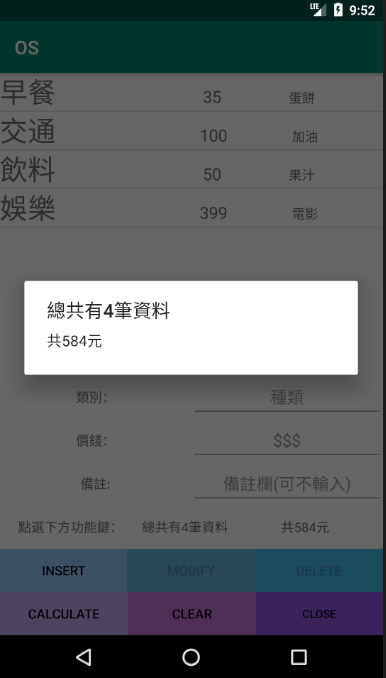 LTE 9:52
OS
早餐 35 蛋餅
交通 100 加油
飲料 50 果汁
娛樂 399 電影
總共有4筆資料
共584元
類別: 種類
價錢: $$$
備註: 備註欄(可不輸入)
點選下方功能鍵: 總共有4筆資料 共584元
INSERT MODIFY DELETE
CALCULATE CLEAR CLOSE